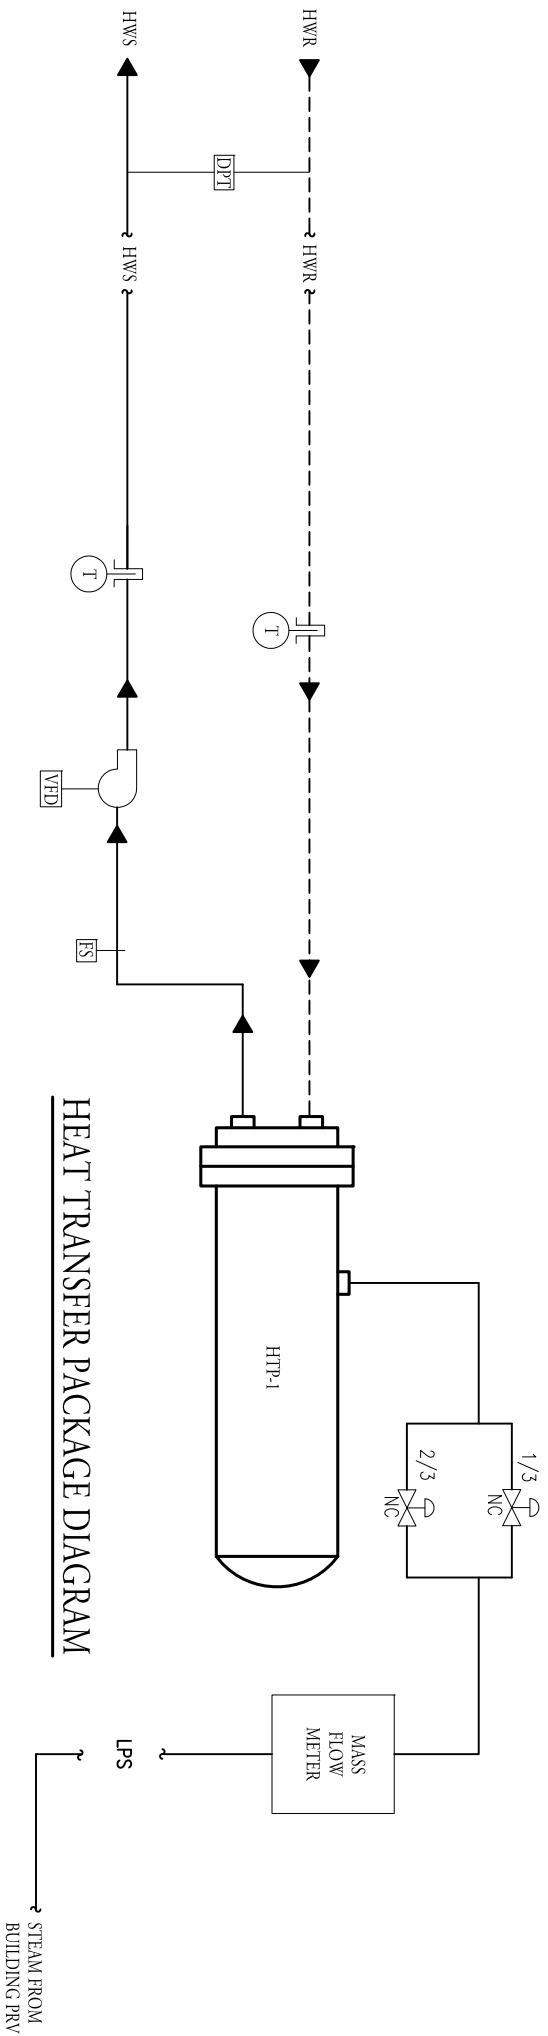 HWR
HWS
DPT
HWR
HWS
T
T
VFD
FS
HTP-1
1/3
NC
2/3
NC
MASS
FLOW
METER
LPS
STEAM FROM
BUILDING PRV
HEAT TRANSFER PACKAGE DIAGRAM